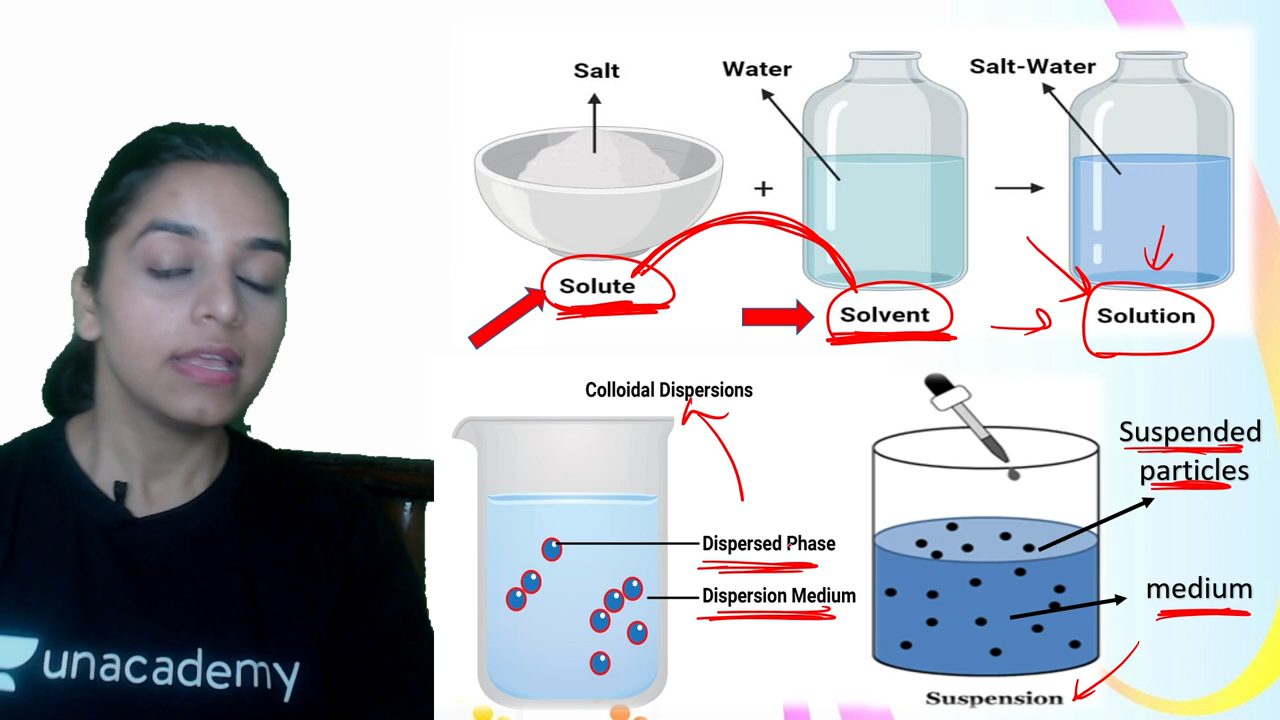 Salt
Water
Salt-Water
+
Solute
Solvent
Solution
Colloidal Dispersions
Dispersed Phase
Dispersion Medium
Suspended
particles
medium
Suspension
unacademy